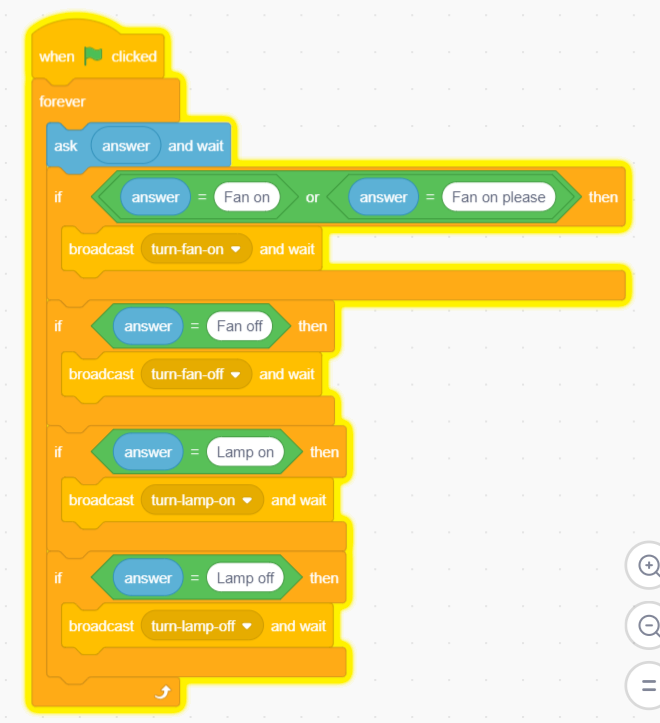 when clicked
forever
ask answer and wait
if answer = Fan on or answer = Fan on please then
broadcast turn-fan-on and wait
if answer = Fan off then
broadcast turn-fan-off and wait
if answer = Lamp on then
broadcast turn-lamp-on and wait
if answer = Lamp off then
broadcast turn-lamp-off and wait